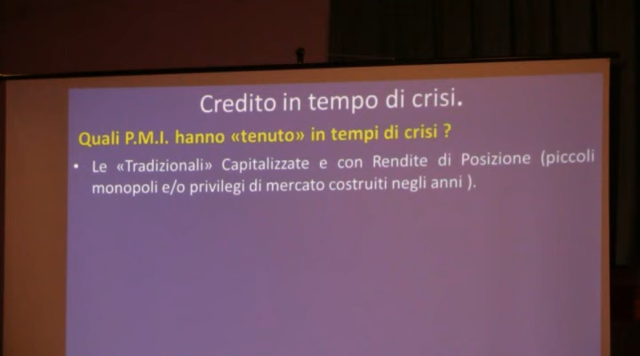 Credito in tempo di crisi.
Quali P.M.I. hanno «tenuto» in tempi di crisi ?
• Le «Tradizionali» Capitalizzate e con Rendite di Posizione (piccoli
monopoli e/o privilegi di mercato costruiti negli anni ).